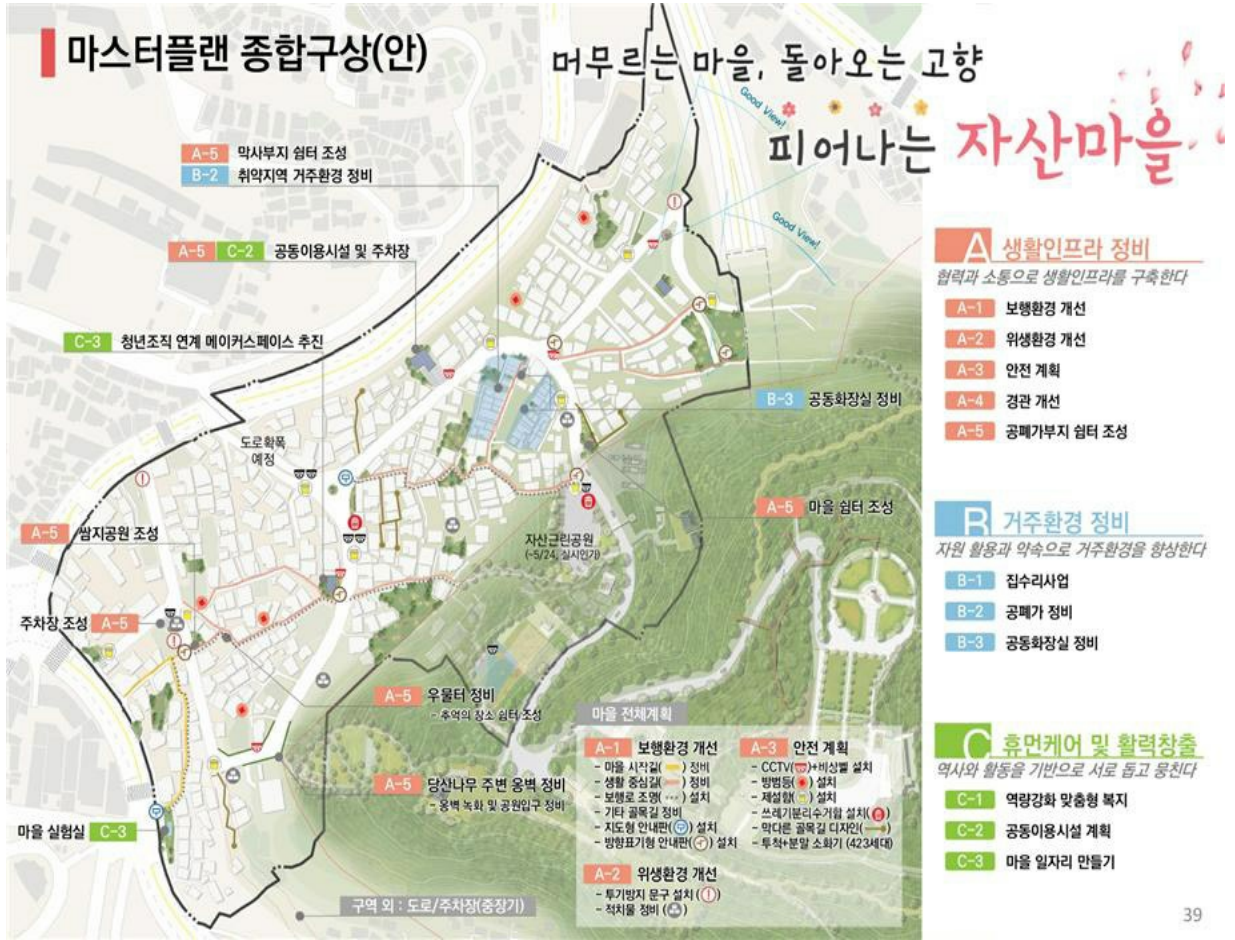 마스터플랜 종합구상(안)
머무르는 마을, 돌아오는 고향
피어나는 자산마을
Good View!
Good View!
A-5 막사부지 쉼터 조성
B-2 취약지역 거주환경 정비
A-5 C-2 공동이용시설 및 주차장
C-3 청년조직 연계 메이커스페이스 추진
B-3 공동화장실 정비
도로확폭
예정
A-5 마을 쉼터 조성
A-5 쌈지공원 조성
자산근린공원
(~5/24, 실시인가)
주차장 조성 A-5
A-5 우물터 정비
- 추억의 장소 쉼터 조성
A-5 당산나무 주변 옹벽 정비
- 옹벽 녹화 및 공원입구 정비
마을 실험실 C-3
구역 외 : 도로/주차장(중장기)
마을 전체계획
A-1 보행환경 개선
- 마을 시작길( ) 정비
- 생활 중심길( ) 정비
- 보행로 조명( ) 설치
- 기타 골목길 정비
- 지도형 안내판( ) 설치
- 방향표기형 안내판( ) 설치
A-2 위생환경 개선
- 투기방지 문구 설치( )
- 적치물 정비( )
A-3 안전 계획
- CCTV( )+비상벨 설치
- 방범등( ) 설치
- 제설함( ) 설치
- 쓰레기분리수거함 설치( )
- 막다른 골목길 디자인( )
- 투척+분말 소화기 (423세대)
A 생활인프라 정비
협력과 소통으로 생활인프라를 구축한다
A-1 보행환경 개선
A-2 위생환경 개선
A-3 안전 계획
A-4 경관 개선
A-5 공폐가부지 쉼터 조성
B 거주환경 정비
자원 활용과 약속으로 거주환경을 향상한다
B-1 집수리사업
B-2 공폐가 정비
B-3 공동화장실 정비
C 휴먼케어 및 활력창출
역사와 활동을 기반으로 서로 돕고 뭉친다
C-1 역량강화 맞춤형 복지
C-2 공동이용시설 계획
C-3 마을 일자리 만들기
39